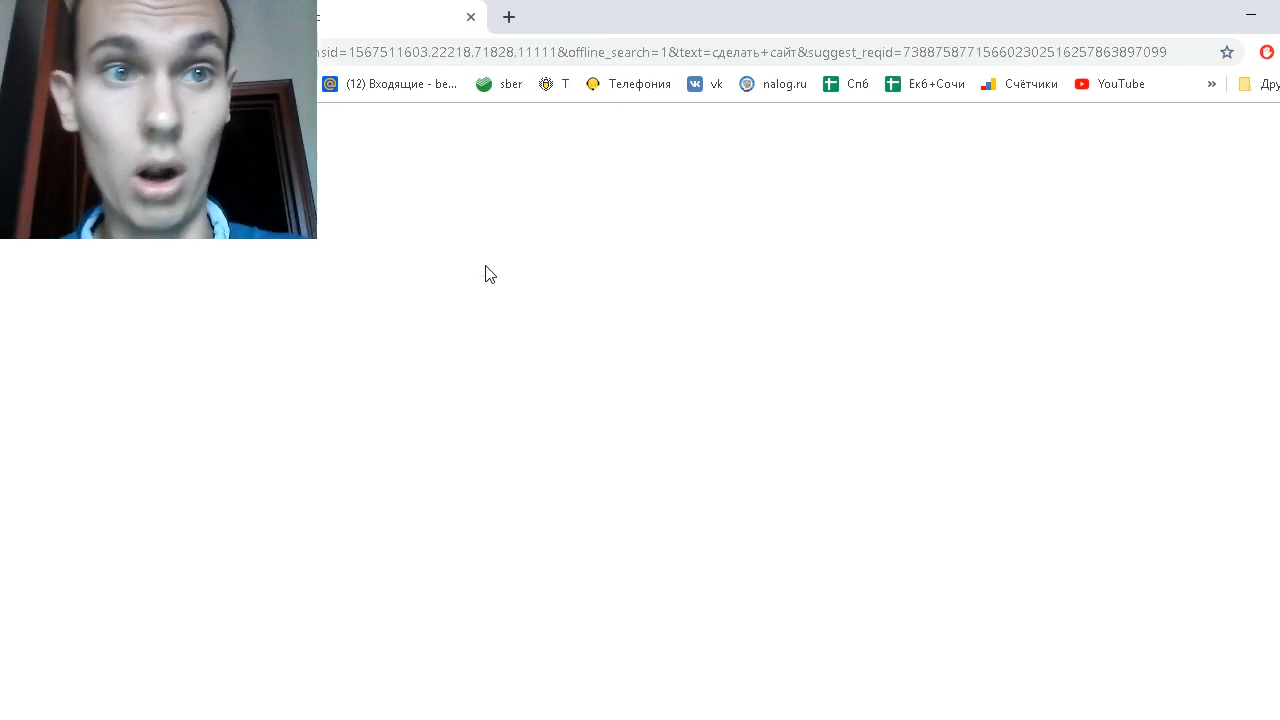 nsid=1567511603.22218.71828.11111&offline_search=1&text=сделать+сайт&suggest_reqid=738875877156602302516257863897099
(12) Входящие - be... sber T Телефония vk nalog.ru Спб Екб+Сочи Счётчики YouTube » Дру